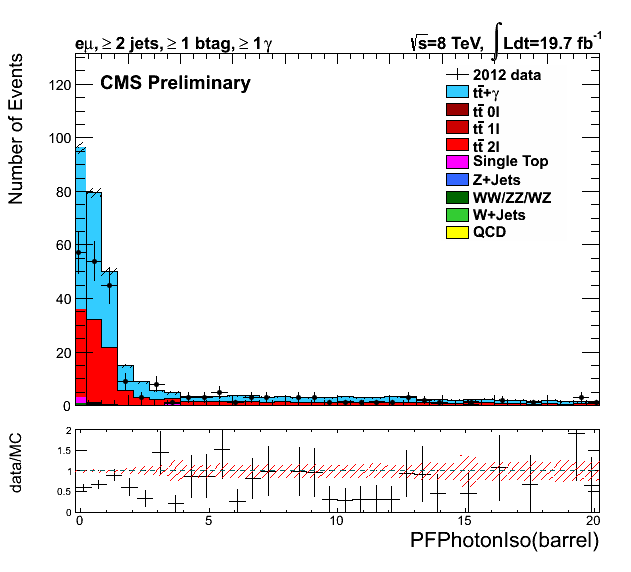 eμ, ≥ 2 jets, ≥ 1 btag, ≥ 1γ
√s=8 TeV, ∫Ldt=19.7 fb⁻¹
CMS Preliminary
Number of Events
120
100
80
60
40
20
0
2012 data
tt̄+γ
tt̄ 0l
tt̄ 1l
tt̄ 2l
Single Top
Z+Jets
WW/ZZ/WZ
W+Jets
QCD
data/MC
2
1.5
1
0.5
0
0 5 10 15 20
PFPhotonIso(barrel)